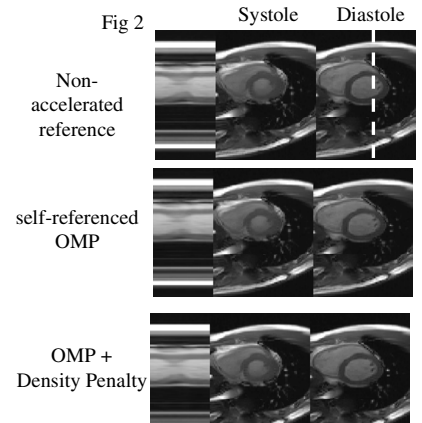 Fig 2
Systole
Diastole
Non-
accelerated
reference
self-referenced
OMP
OMP +
Density Penalty